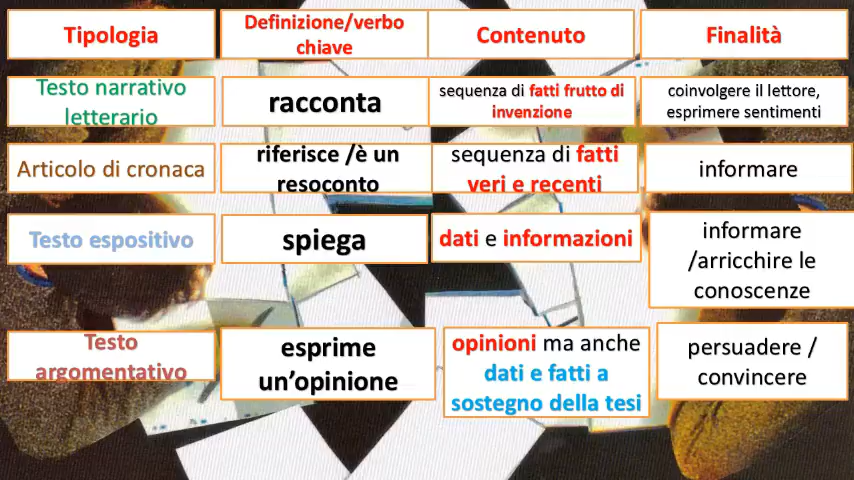 Tipologia
Definizione/verbo
chiave
Contenuto
Finalità
Testo narrativo
letterario
racconta
sequenza di fatti frutto di
invenzione
coinvolgere il lettore,
esprimere sentimenti
Articolo di cronaca
riferisce /è un
resoconto
sequenza di fatti
veri e recenti
informare
Testo espositivo
spiega
dati e informazioni
informare
/arricchire le
conoscenze
Testo
argomentativo
esprime
un’opinione
opinioni ma anche
dati e fatti a
sostegno della tesi
persuadere /
convincere